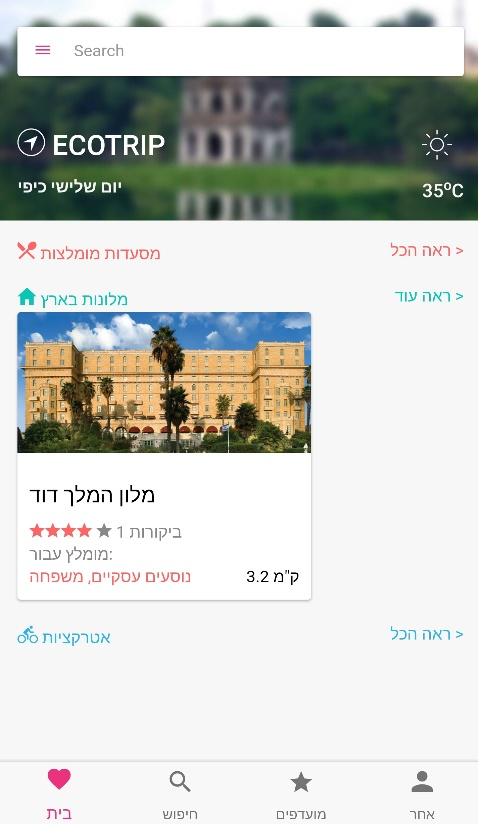 Search
ECOTRIP
יום שלישי כיפי
35°C
מסעדות מומלצות
ראה הכל >
מלונות בארץ
ראה עוד >
מלון המלך דוד
ביקורות 1
מומלץ עבור:
נוסעים עסקיים, משפחה
3.2 ק"מ
אטרקציות
ראה הכל >
בית
חיפוש
מועדפים
אחר